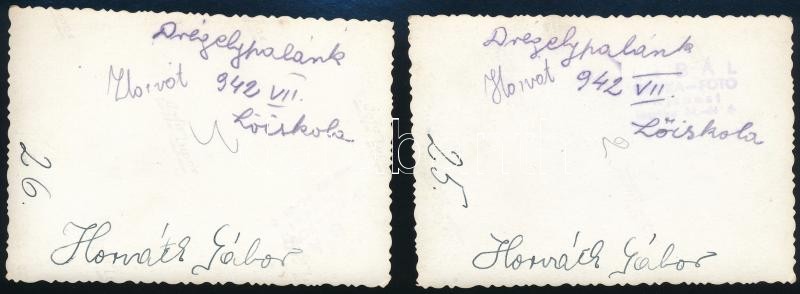 Drégelypalánk
Horvát 942 VII.
Lőiskola
26.
Horváth Gábor
Drégelypalánk
Horvát 942 VII.
Lőiskola
25.
Horváth Gábor